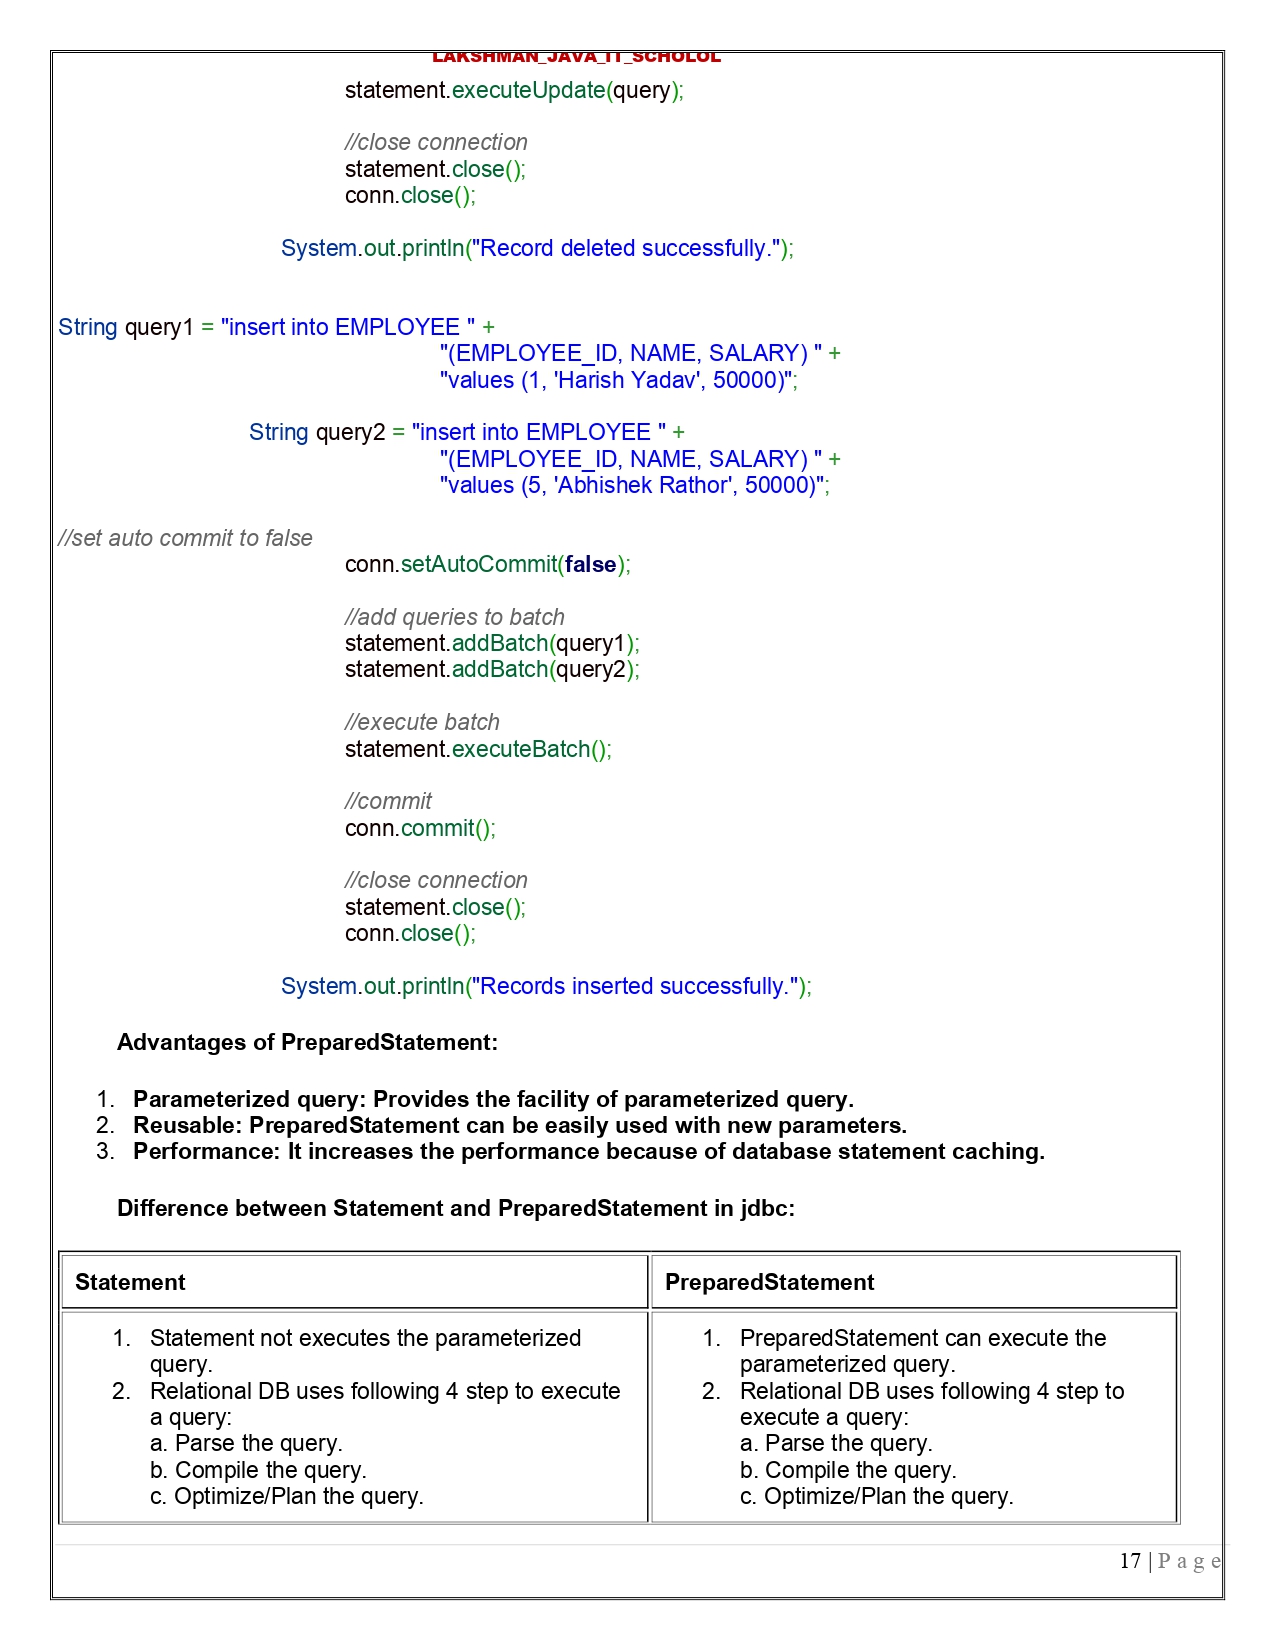 LAKSHMAN_JAVA_IT_SCHOLOL
statement.executeUpdate(query);
//close connection
statement.close();
conn.close();
System.out.println("Record deleted successfully.");
String query1 = "insert into EMPLOYEE " +
"(EMPLOYEE_ID, NAME, SALARY) " +
"values (1, 'Harish Yadav', 50000)";
String query2 = "insert into EMPLOYEE " +
"(EMPLOYEE_ID, NAME, SALARY) " +
"values (5, 'Abhishek Rathor', 50000)";
//set auto commit to false
conn.setAutoCommit(false);
//add queries to batch
statement.addBatch(query1);
statement.addBatch(query2);
//execute batch
statement.executeBatch();
//commit
conn.commit();
//close connection
statement.close();
conn.close();
System.out.println("Records inserted successfully.");
Advantages of PreparedStatement:
1. Parameterized query: Provides the facility of parameterized query.
2. Reusable: PreparedStatement can be easily used with new parameters.
3. Performance: It increases the performance because of database statement caching.
Difference between Statement and PreparedStatement in jdbc:
Statement
PreparedStatement
1. Statement not executes the parameterized
query.
2. Relational DB uses following 4 step to execute
a query:
a. Parse the query.
b. Compile the query.
c. Optimize/Plan the query.
1. PreparedStatement can execute the
parameterized query.
2. Relational DB uses following 4 step to
execute a query:
a. Parse the query.
b. Compile the query.
c. Optimize/Plan the query.
17 | P a g e